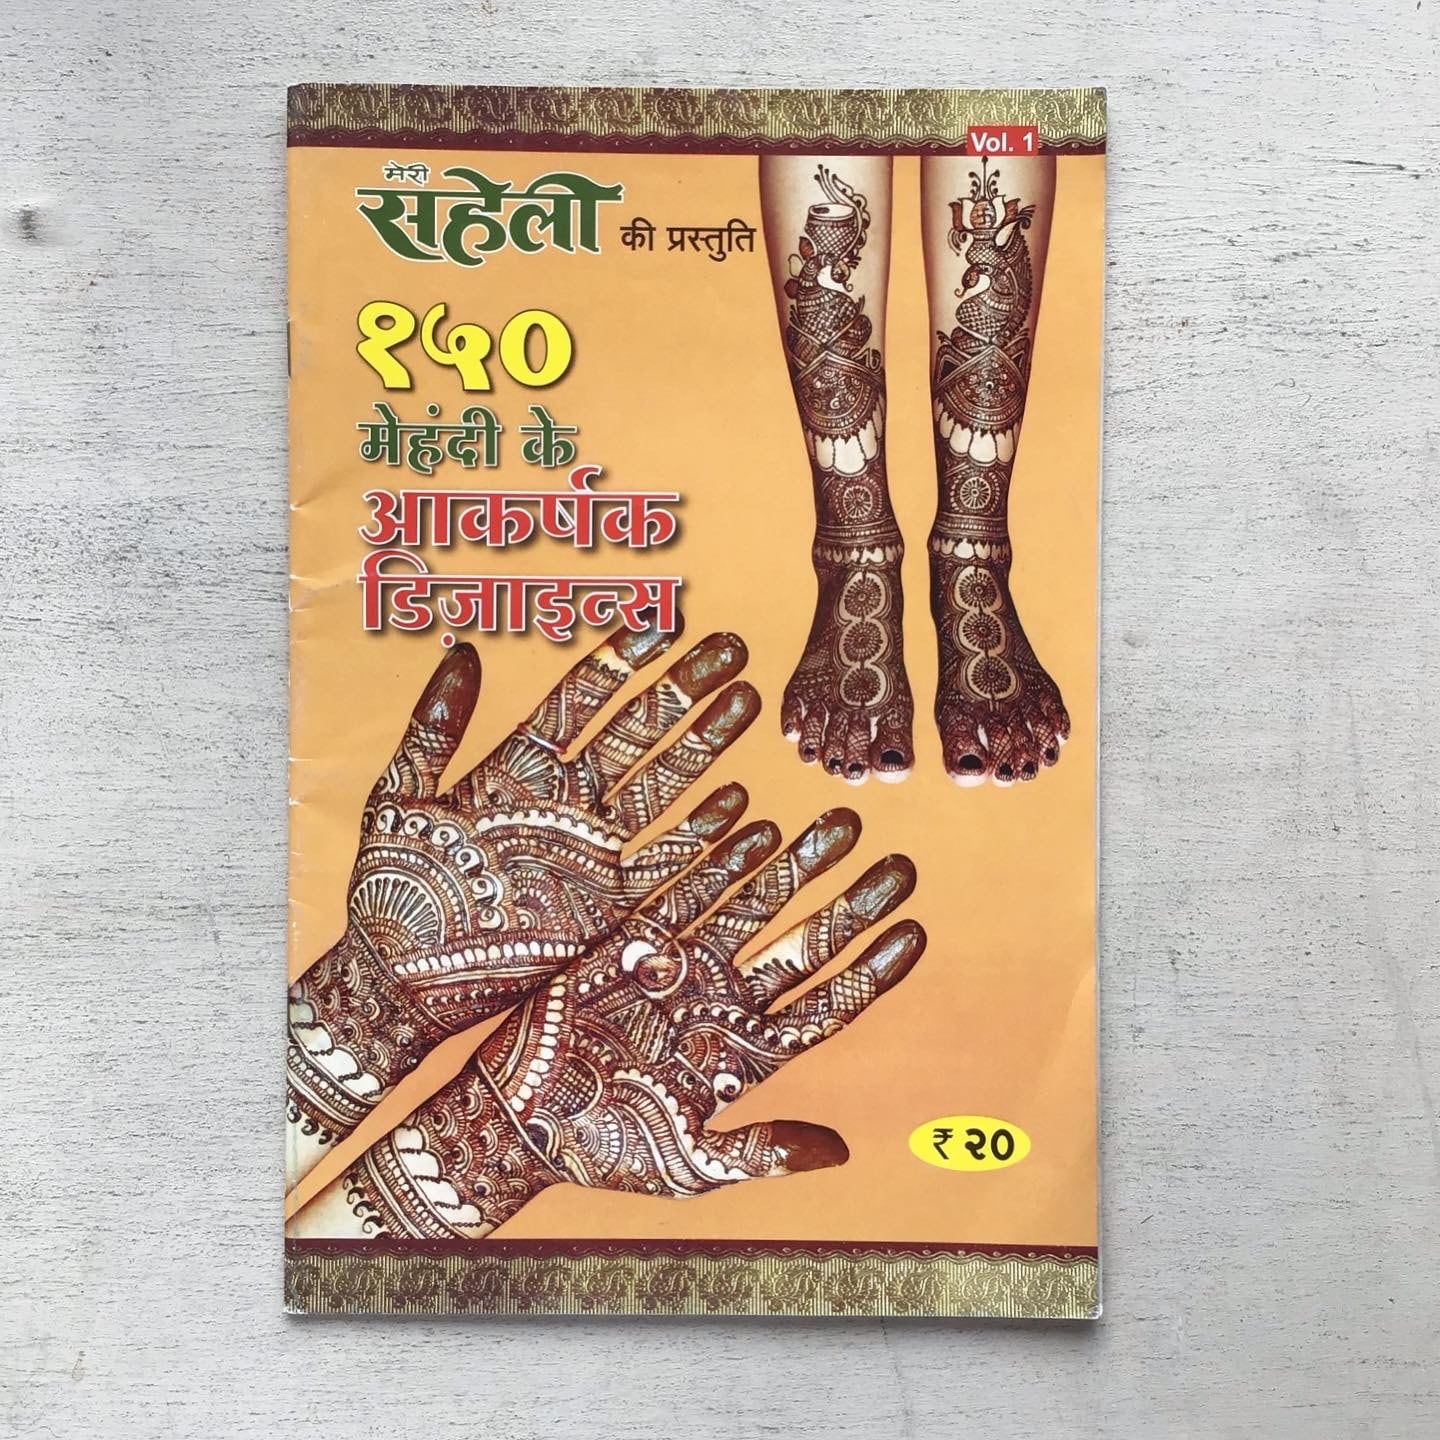 Vol. 1
मेरी
सहेली की प्रस्तुति
१५०
मेहंदी के
आकर्षक
डिज़ाइन्स
₹ २०